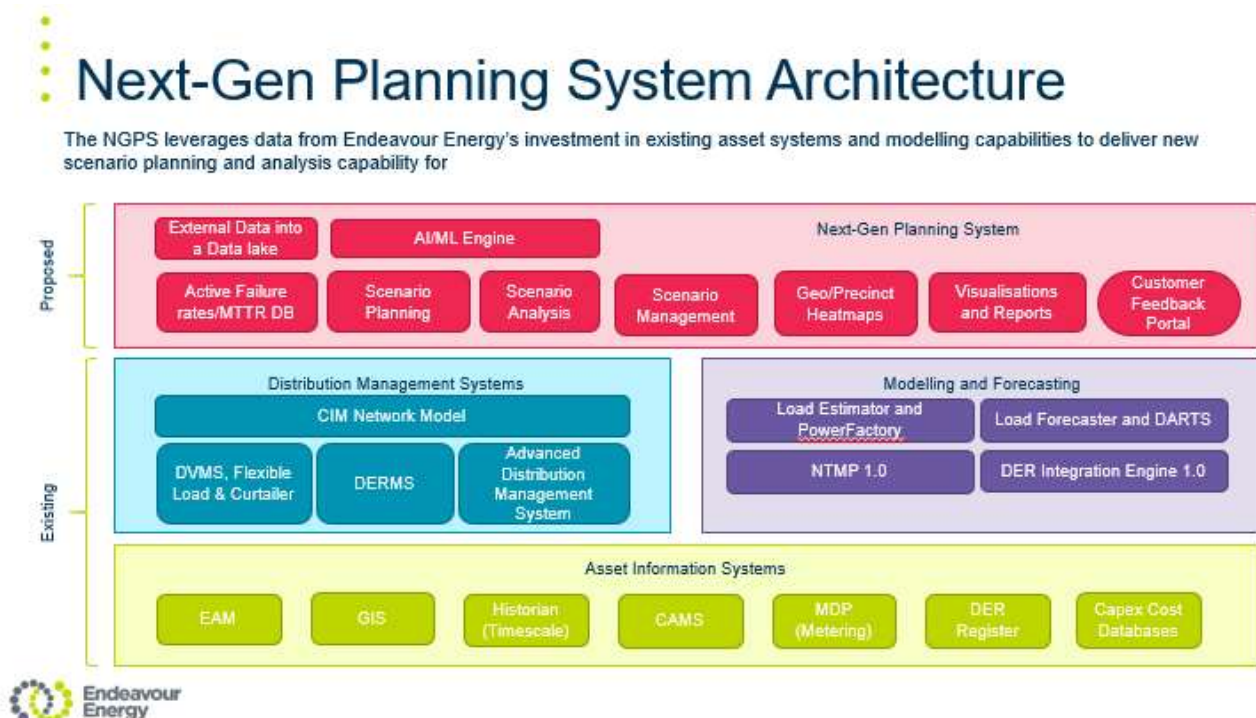 Next-Gen Planning System Architecture
The NGPS leverages data from Endeavour Energy's investment in existing asset systems and modelling capabilities to deliver new
scenario planning and analysis capability for
Proposed
Next-Gen Planning System
External Data into
a Data lake
AI/ML Engine
Active Failure
rates/MTTR DB
Scenario
Planning
Scenario
Analysis
Scenario
Management
Geo/Precinct
Heatmaps
Visualisations
and Reports
Customer
Feedback
Portal
Existing
Distribution Management Systems
CIM Network Model
DVMS, Flexible
Load & Curtailer
DERMS
Advanced
Distribution
Management
System
Modelling and Forecasting
Load Estimator and
PowerFactory
Load Forecaster and DARTS
NTMP 1.0
DER Integration Engine 1.0
Asset Information Systems
EAM
GIS
Historian
(Timescale)
CAMS
MDP
(Metering)
DER
Register
Capex Cost
Databases
Endeavour
Energy